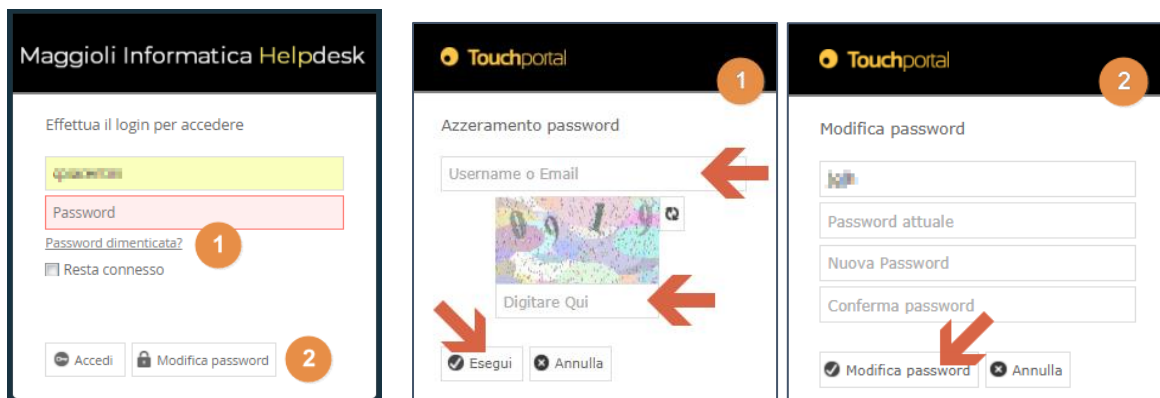 Maggioli Informatica Helpdesk
Effettua il login per accedere
Password
Password dimenticata?
1
Resta connesso
Accedi
Modifica password
2
Touchportal
1
Azzeramento password
Username o Email
0919
Digitare Qui
Esegui
Annulla
Touchportal
2
Modifica password
Password attuale
Nuova Password
Conferma password
Modifica password
Annulla